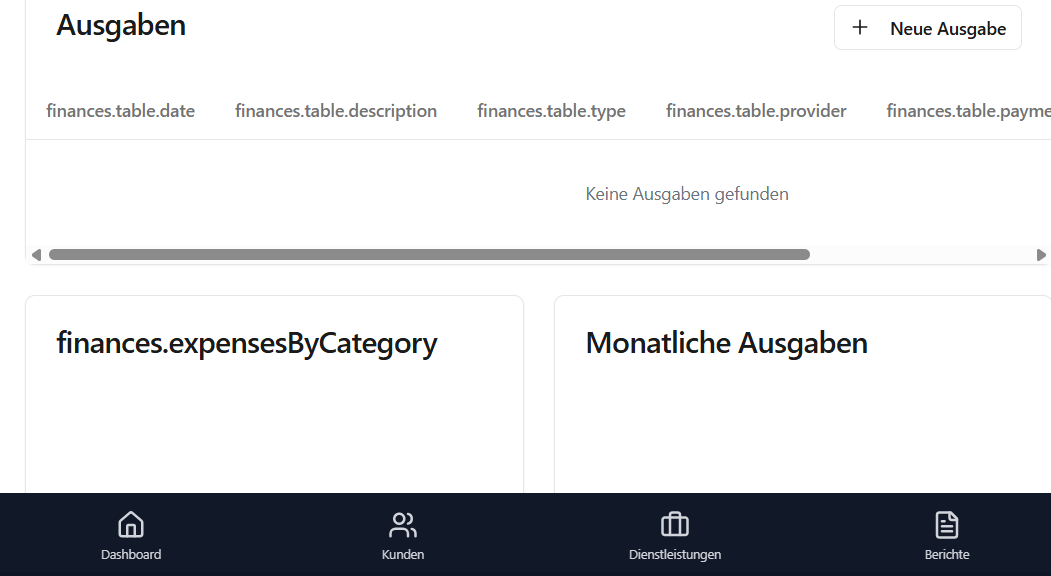 Ausgaben
Neue Ausgabe
finances.table.date finances.table.description finances.table.type finances.table.provider finances.table.payme
Keine Ausgaben gefunden
finances.expensesByCategory
Monatliche Ausgaben
Dashboard Kunden Dienstleistungen Berichte